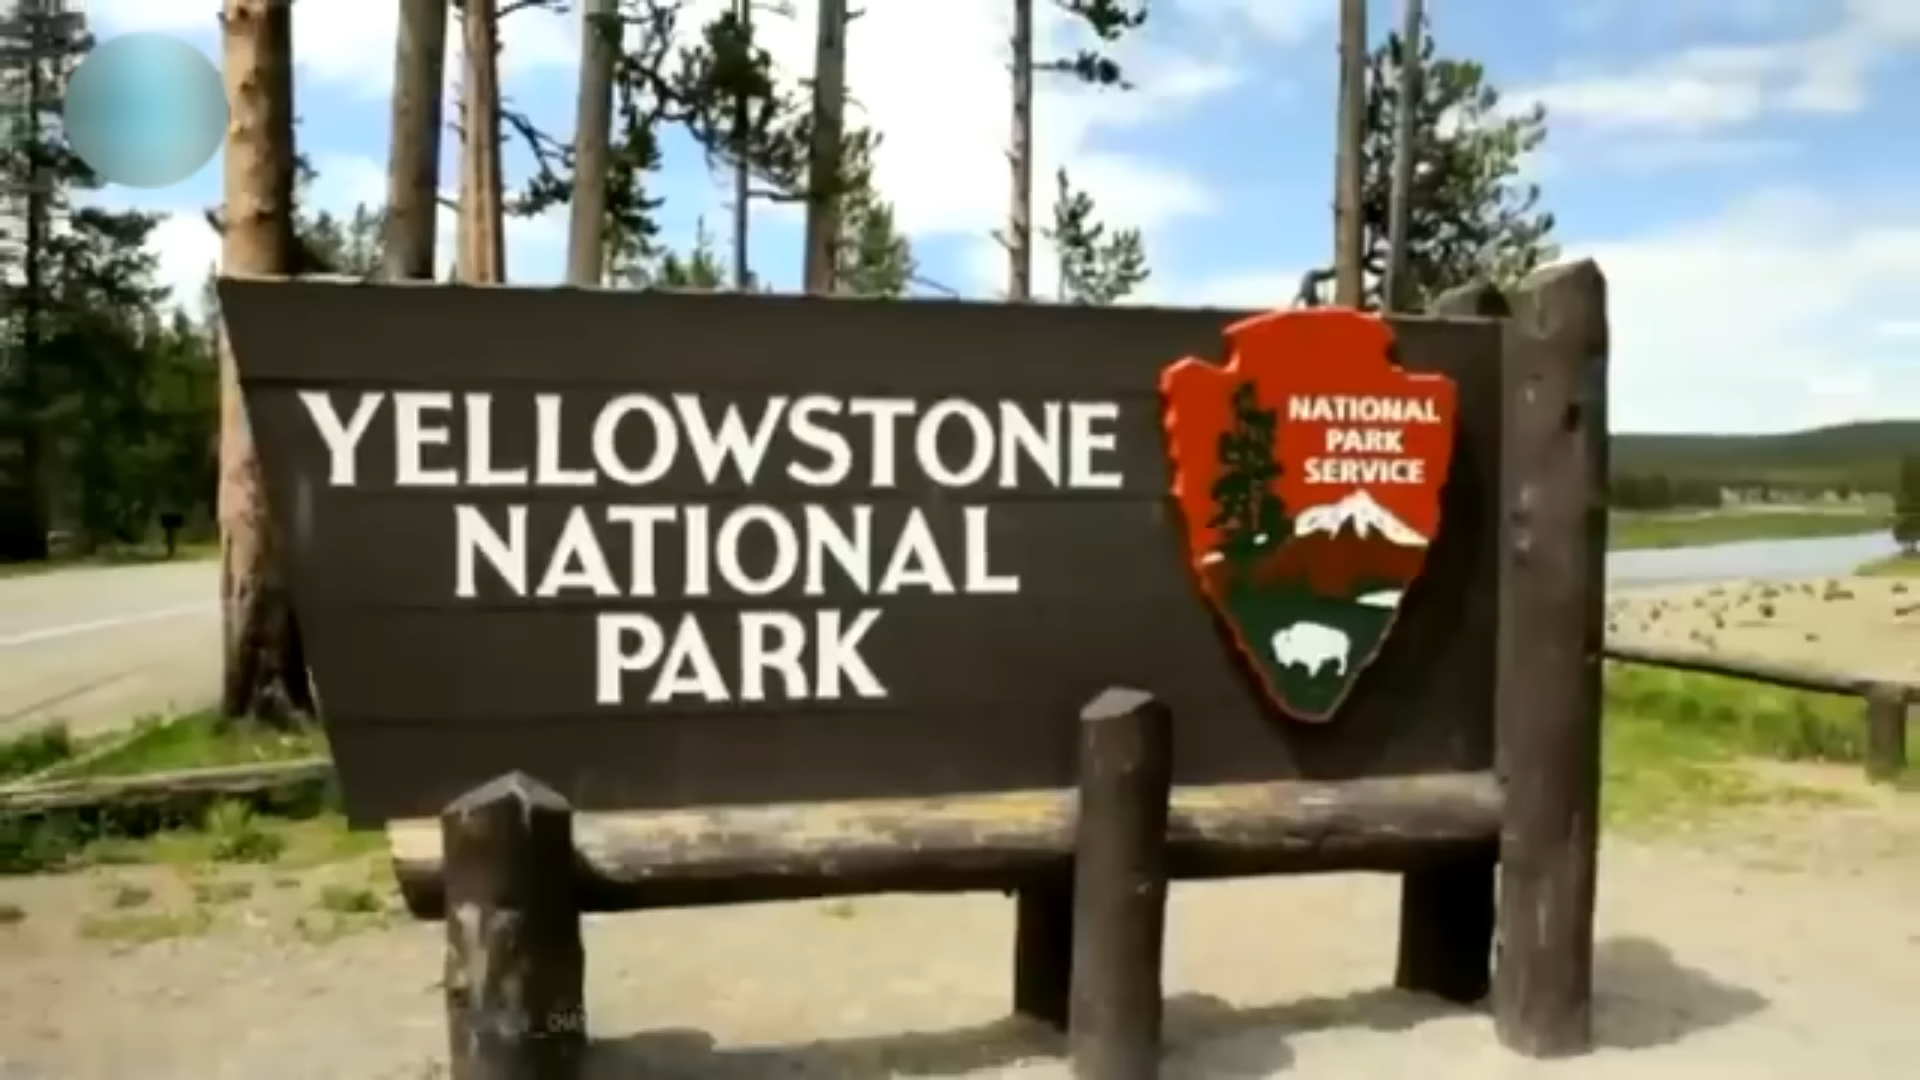 YELLOWSTONE
NATIONAL
PARK
NATIONAL
PARK
SERVICE